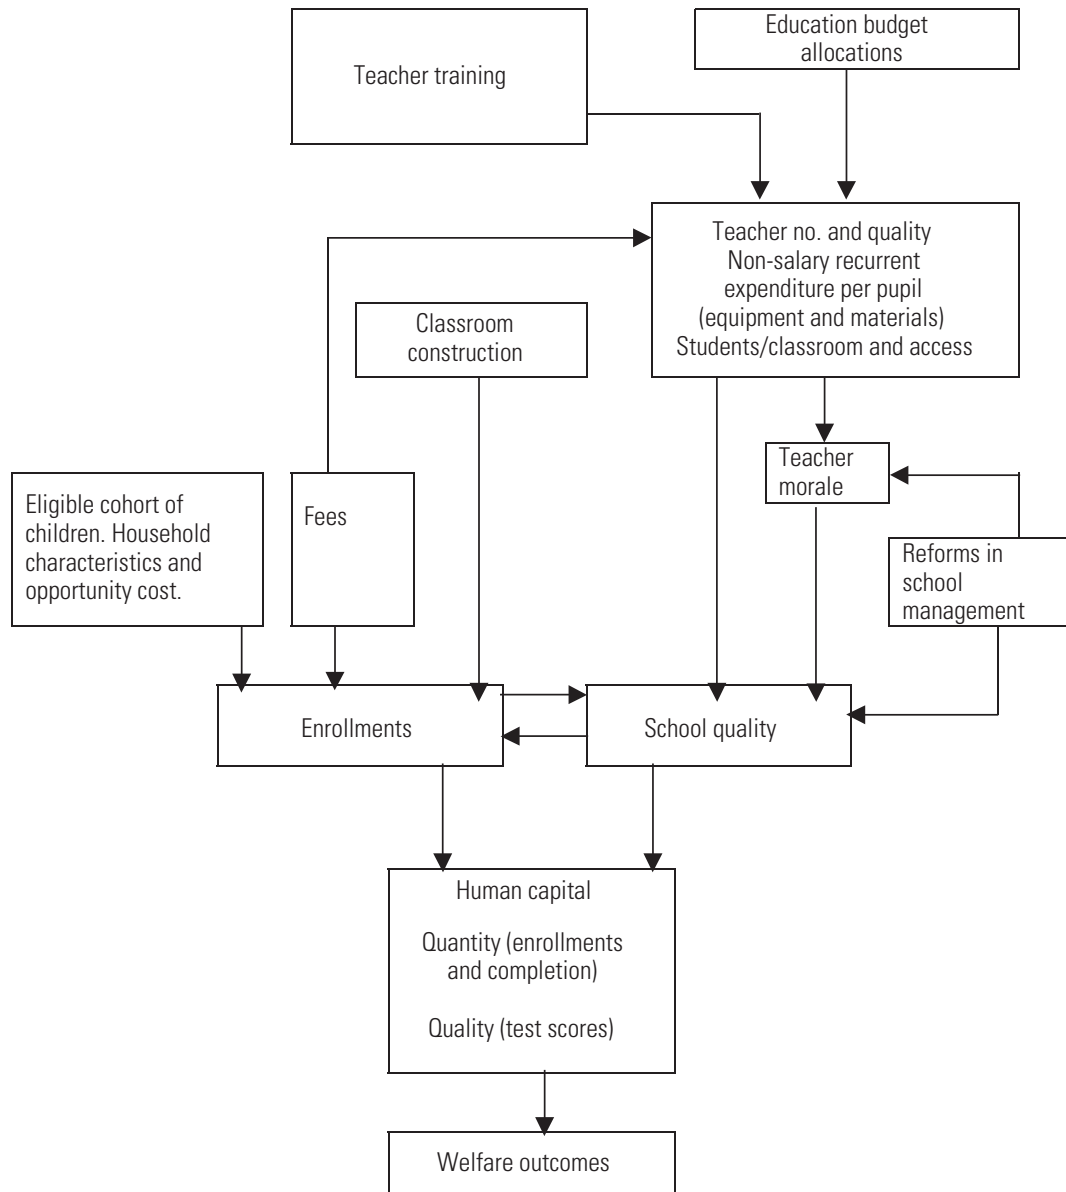 Education budget
allocations
Teacher training
Teacher no. and quality
Non-salary recurrent
expenditure per pupil
(equipment and materials)
Students/classroom and access
Classroom
construction
Teacher
morale
Eligible cohort of
children. Household
characteristics and
opportunity cost.
Fees
Reforms in
school
management
Enrollments
School quality
Human capital
Quantity (enrollments
and completion)
Quality (test scores)
Welfare outcomes